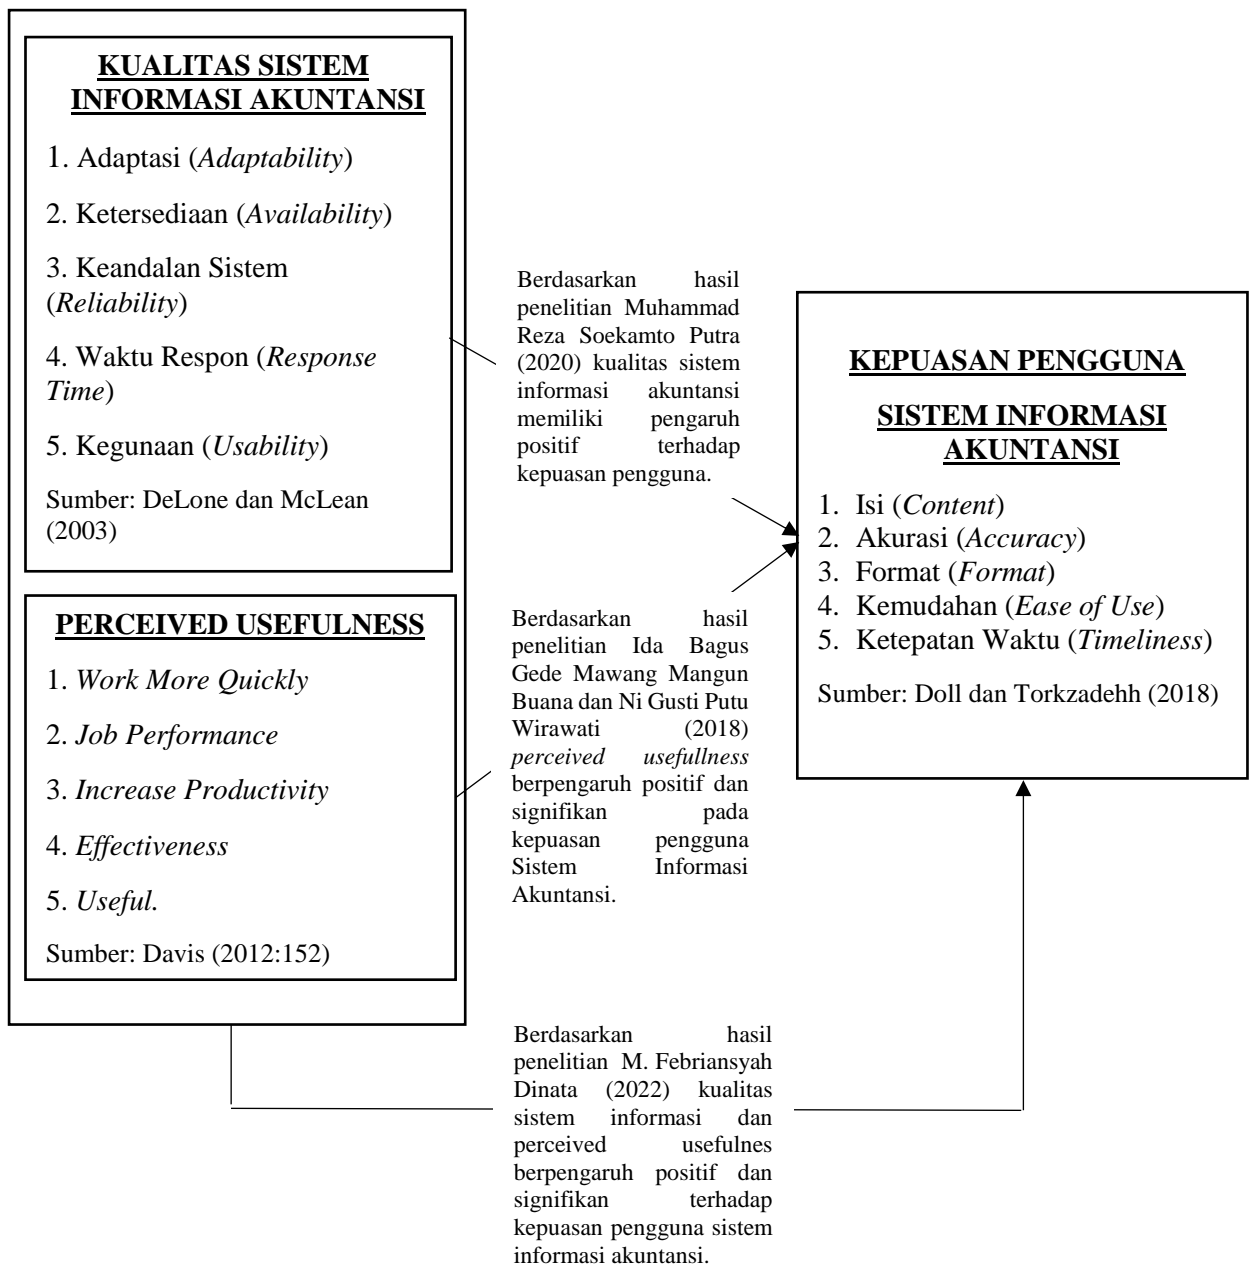 KUALITAS SISTEM
INFORMASI AKUNTANSI
1. Adaptasi (Adaptability)
2. Ketersediaan (Availability)
3. Keandalan Sistem
(Reliability)
4. Waktu Respon (Response
Time)
5. Kegunaan (Usability)
Sumber: DeLone dan McLean
(2003)
PERCEIVED USEFULNESS
1. Work More Quickly
2. Job Performance
3. Increase Productivity
4. Effectiveness
5. Useful.
Sumber: Davis (2012:152)
Berdasarkan hasil
penelitian Muhammad
Reza Soekamto Putra
(2020) kualitas sistem
informasi akuntansi
memiliki pengaruh
positif terhadap
kepuasan pengguna.
Berdasarkan hasil
penelitian Ida Bagus
Gede Mawang Mangun
Buana dan Ni Gusti Putu
Wirawati (2018)
perceived usefullness
berpengaruh positif dan
signifikan pada
kepuasan pengguna
Sistem Informasi
Akuntansi.
Berdasarkan hasil
penelitian M. Febriansyah
Dinata (2022) kualitas
sistem informasi dan
perceived usefulnes
berpengaruh positif dan
signifikan terhadap
kepuasan pengguna sistem
informasi akuntansi.
KEPUASAN PENGGUNA
SISTEM INFORMASI
AKUNTANSI
1. Isi (Content)
2. Akurasi (Accuracy)
3. Format (Format)
4. Kemudahan (Ease of Use)
5. Ketepatan Waktu (Timeliness)
Sumber: Doll dan Torkzadehh (2018)